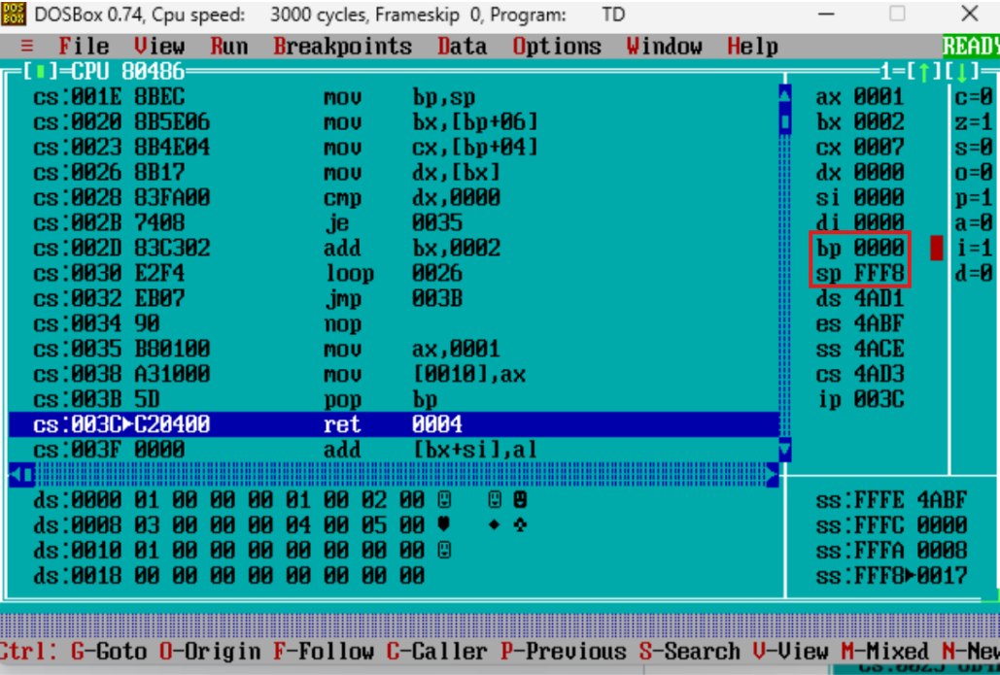 DOSBox 0.74, Cpu speed: 3000 cycles, Frameskip 0, Program: TD
≡ File View Run Breakpoints Data Options Window Help READY
[■]=CPU 80486 1=[↑][↓]
cs:001E 8BEC mov bp,sp ax 0001 c=0
cs:0020 8B5E06 mov bx,[bp+06] bx 0002 z=1
cs:0023 8B4E04 mov cx,[bp+04] cx 0007 s=0
cs:0026 8B17 mov dx,[bx] dx 0000 o=0
cs:0028 83FA00 cmp dx,0000 si 0000 p=1
cs:002B 7408 je 0035 di 0000 a=0
cs:002D 83C302 add bx,0002 bp 0000 i=1
cs:0030 E2F4 loop 0026 sp FFF8 d=0
cs:0032 EB07 jmp 003B ds 4AD1
cs:0034 90 nop es 4ABF
cs:0035 B80100 mov ax,0001 ss 4ACE
cs:0038 A31000 mov [0010],ax cs 4AD3
cs:003B 5D pop bp ip 003C
cs:003C►C20400 ret 0004
cs:003F 0000 add [bx+si],al
ds:0000 01 00 00 00 01 00 02 00 ☺ ☺ ☻ ss:FFFE 4ABF
ds:0008 03 00 00 00 04 00 05 00 ♥ ♦ ♣ ss:FFFC 0000
ds:0010 01 00 00 00 00 00 00 00 ☺ ss:FFFA 0008
ds:0018 00 00 00 00 00 00 00 00 ss:FFF8►0017
Ctrl: G-Goto O-Origin F-Follow C-Caller P-Previous S-Search V-View M-Mixed N-New